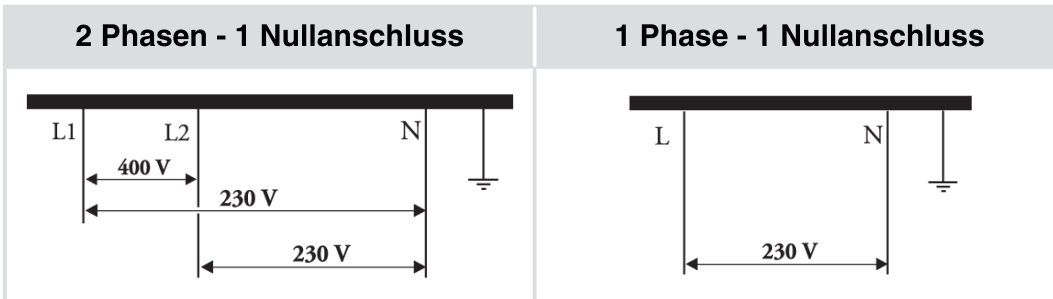 2 Phasen - 1 Nullanschluss
L1
L2
N
400 V
230 V
230 V
1 Phase - 1 Nullanschluss
L
N
230 V